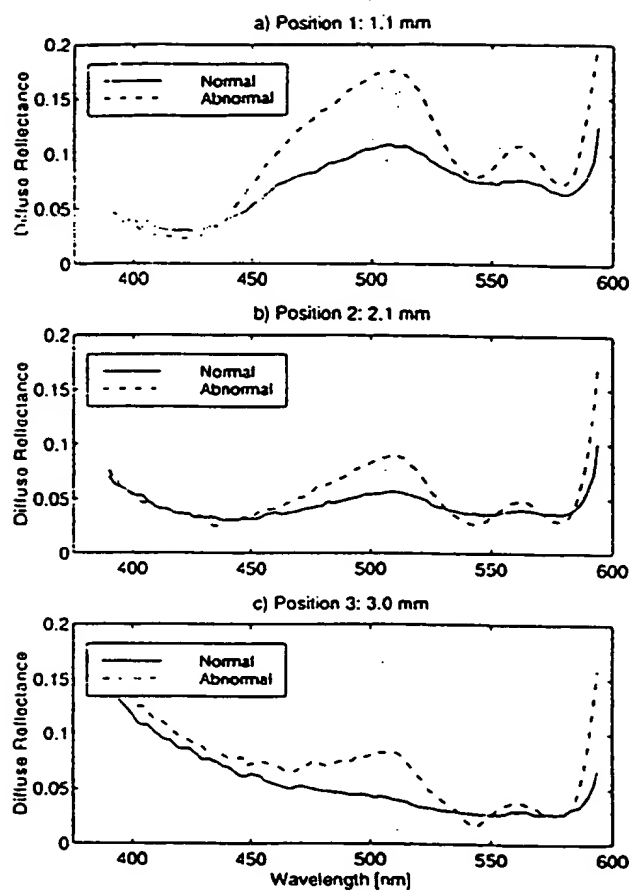 a) Position 1: 1.1 mm
0.2
Normal
Abnormal
0.15
0.1
0.05
0
Diffuse Reflectance
400 450 500 550 600
b) Position 2: 2.1 mm
0.2
Normal
Abnormal
0.15
0.1
0.05
0
Diffuse Reflectance
400 450 500 550 600
c) Position 3: 3.0 mm
0.2
Normal
Abnormal
0.15
0.1
0.05
0
Diffuse Reflectance
400 450 500 550 600
Wavelength [nm]